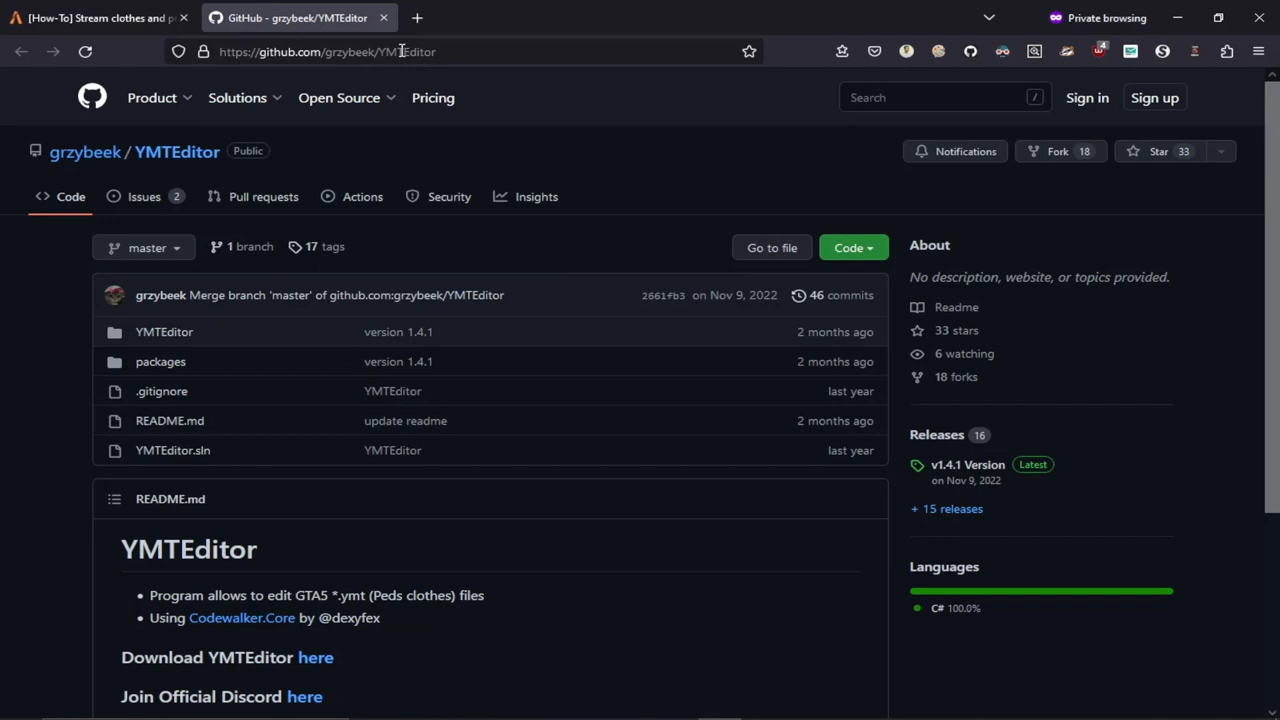 [How-To] Stream clothes and p
GitHub - grzybeek/YMTEditor
Private browsing
https://github.com/grzybeek/YMTEditor
4
Product
Solutions
Open Source
Pricing
Search
/
Sign in
Sign up
grzybeek / YMTEditor
Public
Notifications
Fork 18
Star 33
Code
Issues 2
Pull requests
Actions
Security
Insights
master
1 branch
17 tags
Go to file
Code
About
No description, website, or topics provided.
grzybeek Merge branch 'master' of github.com:grzybeek/YMTEditor
2661fb3 on Nov 9, 2022
46 commits
YMTEditor version 1.4.1 2 months ago
packages version 1.4.1 2 months ago
.gitignore YMTEditor last year
README.md update readme 2 months ago
YMTEditor.sln YMTEditor last year
Readme
33 stars
6 watching
18 forks
Releases 16
v1.4.1 Version Latest
on Nov 9, 2022
+ 15 releases
Languages
C# 100.0%
README.md
YMTEditor
• Program allows to edit GTA5 *.ymt (Peds clothes) files
• Using Codewalker.Core by @dexyfex
Download YMTEditor here
Join Official Discord here